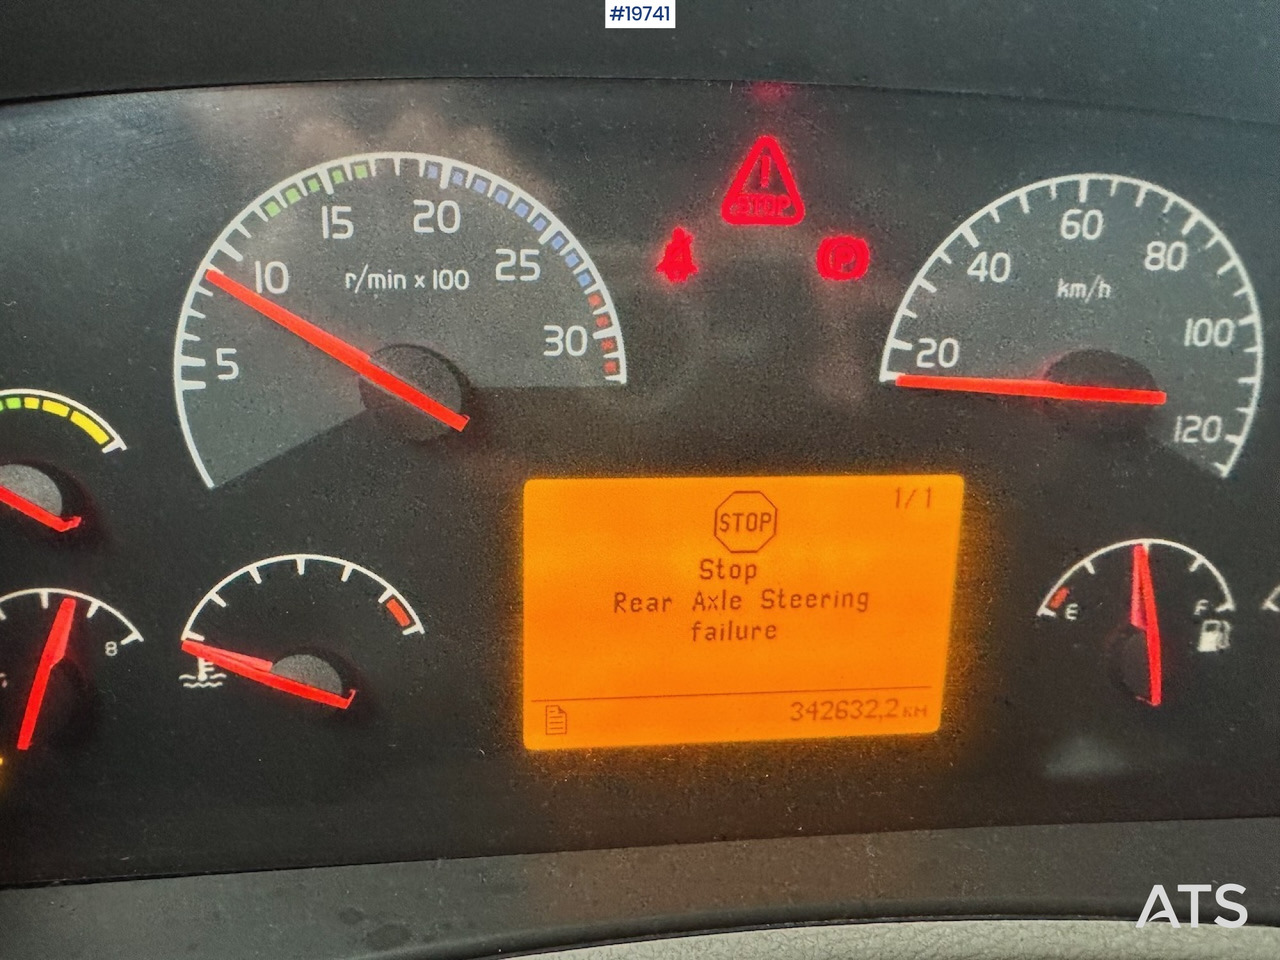 #19741
5
10
15
20
25
30
r/min x 100
STOP
P
20
40
60
80
100
120
km/h
1/1
STOP
Stop
Rear Axle Steering
failure
342632,2 км
8
E
F
ATS